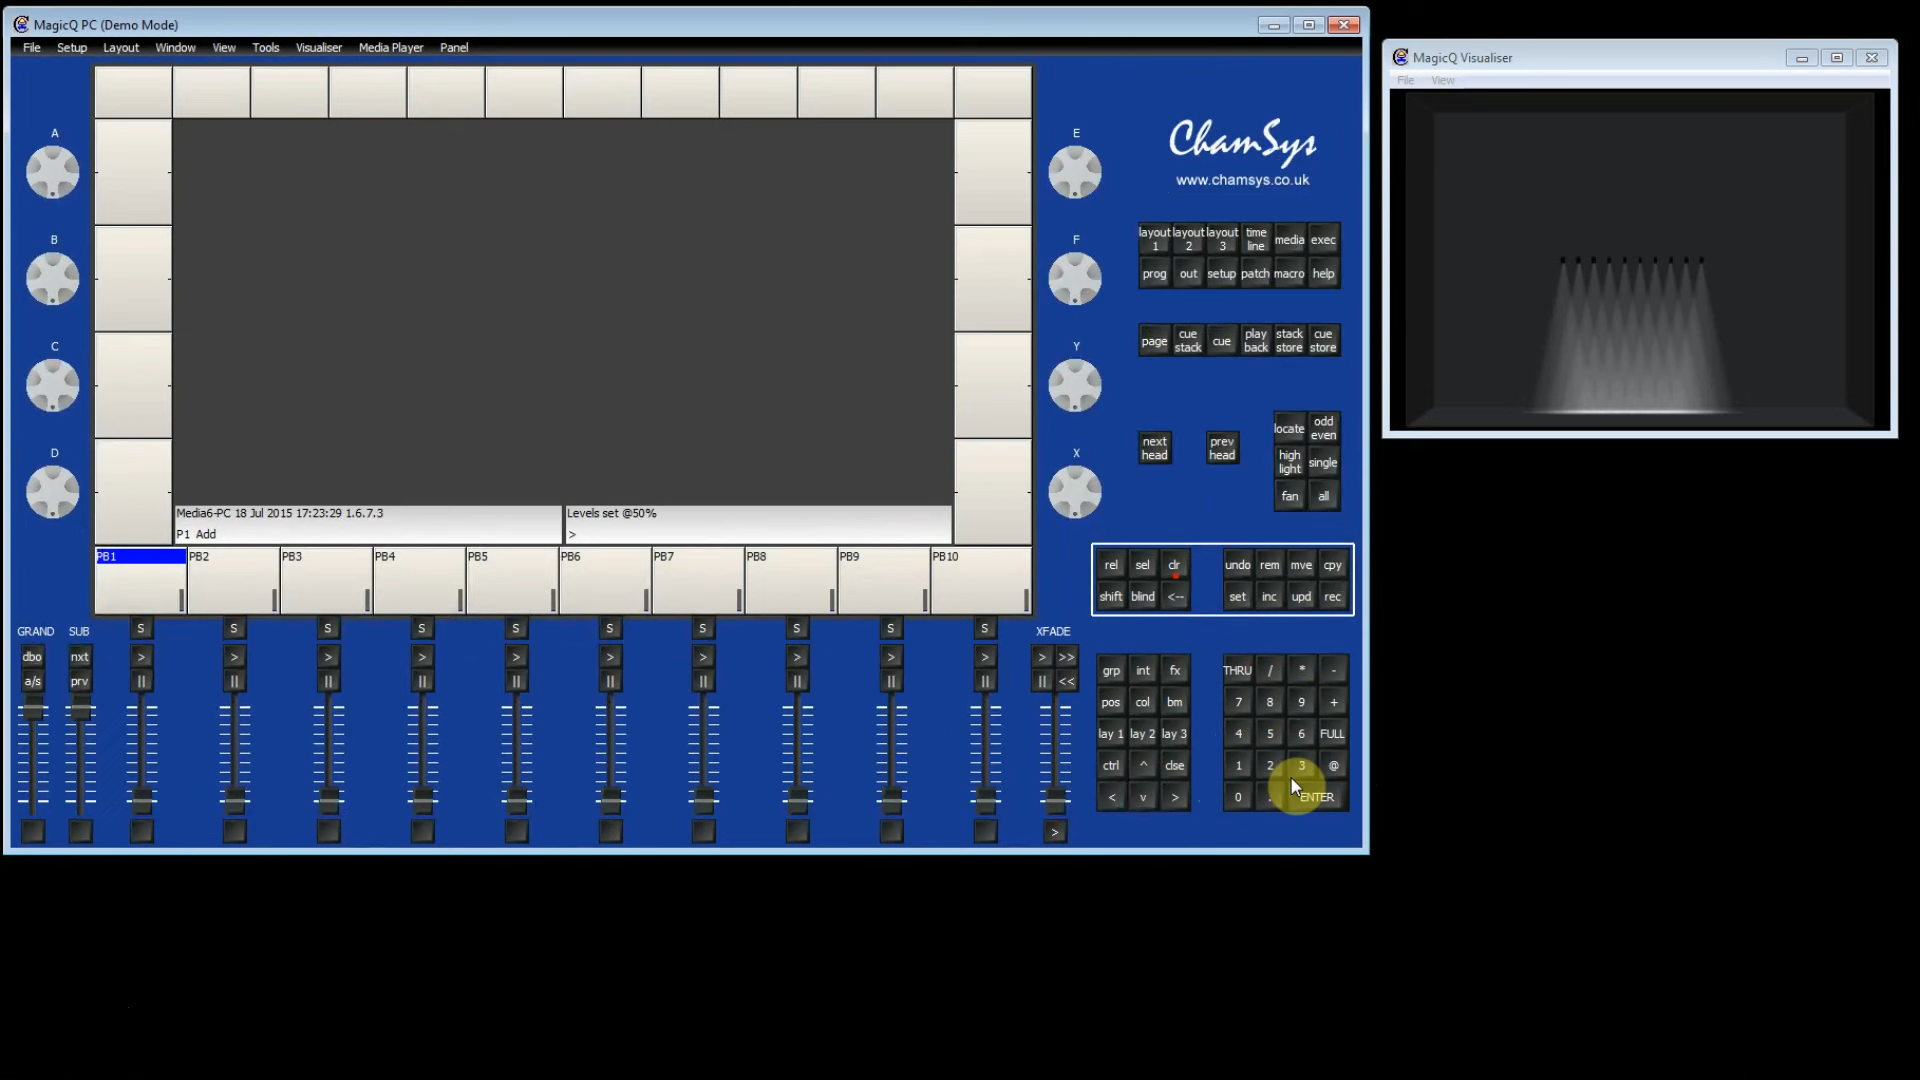 MagicQ PC (Demo Mode)
File Setup Layout Window View Tools Visualiser Media Player Panel
MagicQ Visualiser
File View
A
B
C
D
E
F
Y
X
ChamSys
www.chamsys.co.uk
layout 1 layout 2 layout 3 time line media exec
prog out setup patch macro help
page cue stack cue play back stack store cue store
next head prev head
locate odd even
high light single
fan all
Media6-PC 18 Jul 2015 17:23:29 1.6.7.3
P1 Add
Levels set @50%
>
PB1 PB2 PB3 PB4 PB5 PB6 PB7 PB8 PB9 PB10
rel sel clr
shift blind <--
undo rem mve cpy
set inc upd rec
GRAND SUB
S S S S S S S S S S
XFADE
dbo nxt > > > > > > > > > > > >>
a/s prv || || || || || || || || || || || <<
>
grp int fx
pos col bm
lay 1 lay 2 lay 3
ctrl ^ clse
< v >
THRU / * -
7 8 9 +
4 5 6 FULL
1 2 3 @
0 . ENTER